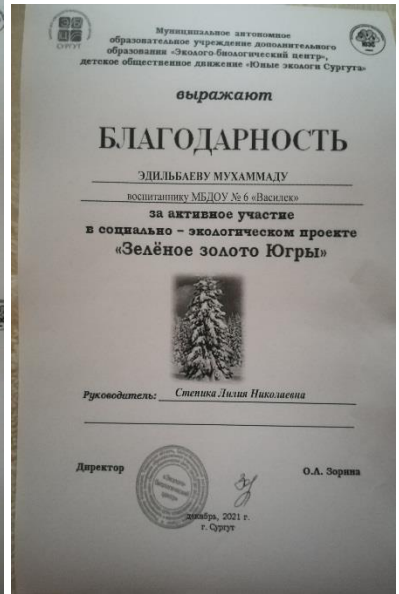 СУРГУТ
Муниципальное автономное
образовательное учреждение дополнительного
образования «Эколого-биологический центр»,
детское общественное движение «Юные экологи Сургута»
выражают
БЛАГОДАРНОСТЬ
ЭДИЛЬБАЕВУ МУХАММАДУ
воспитаннику МБДОУ № 6 «Василек»
за активное участие
в социально – экологическом проекте
«Зелёное золото Югры»
Руководитель: Степика Лилия Николаевна
Директор О.А. Зорина
декабрь, 2021 г.
г. Сургут